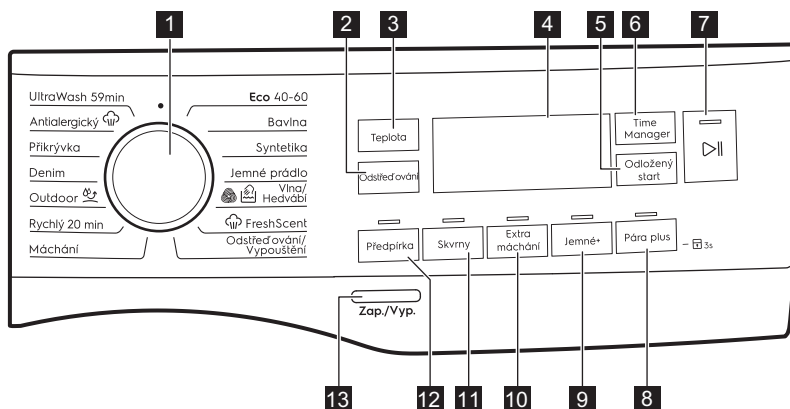 1
2
3
4
5
6
7
UltraWash 59min
Antialergický
Přikrývka
Denim
Outdoor
Rychlý 20 min
Máchání
Eco 40-60
Bavlna
Syntetika
Jemné prádlo
Vlna/
Hedvábí
FreshScent
Odstřeďování/
Vypouštění
Teplota
Odstřeďování
Time
Manager
Odložený
start
Předpírka
Skvrny
Extra
máchání
Jemné+
Pára plus
3s
Zap./Vyp.
13
12
11
10
9
8